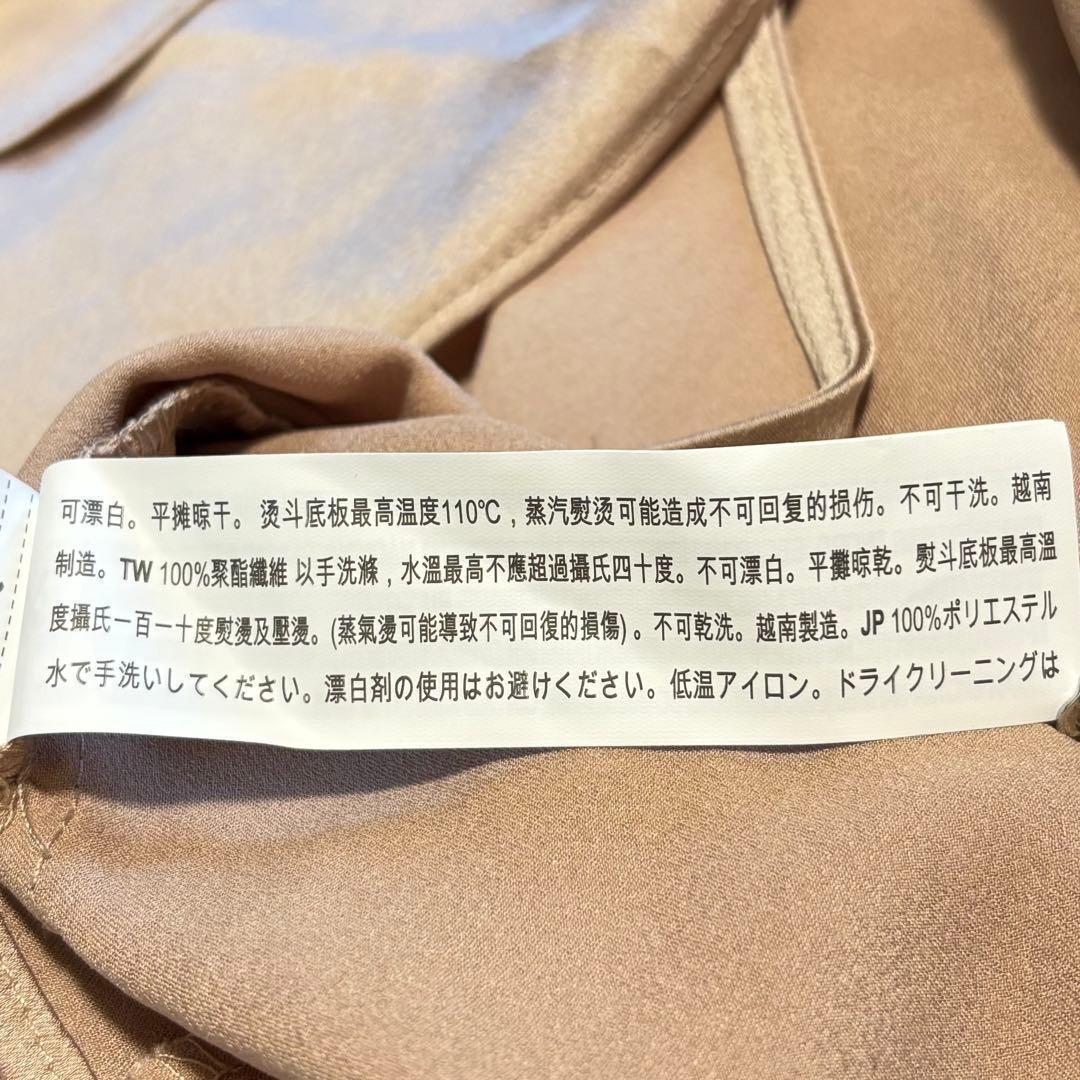 可漂白。平摊晾干。 烫斗底板最高温度110℃，蒸汽熨烫可能造成不可回复的损伤。不可干洗。越南
制造。TW 100%聚酯纖維 以手洗滌，水溫最高不應超過攝氏四十度。不可漂白。平攤晾乾。熨斗底板最高溫
度攝氏一百一十度熨燙及壓燙。(蒸氣燙可能導致不可回復的損傷) 。不可乾洗。越南製造。JP 100%ポリエステル
水で手洗いしてください。漂白剤の使用はお避けください。低温アイロン。ドライクリーニングは